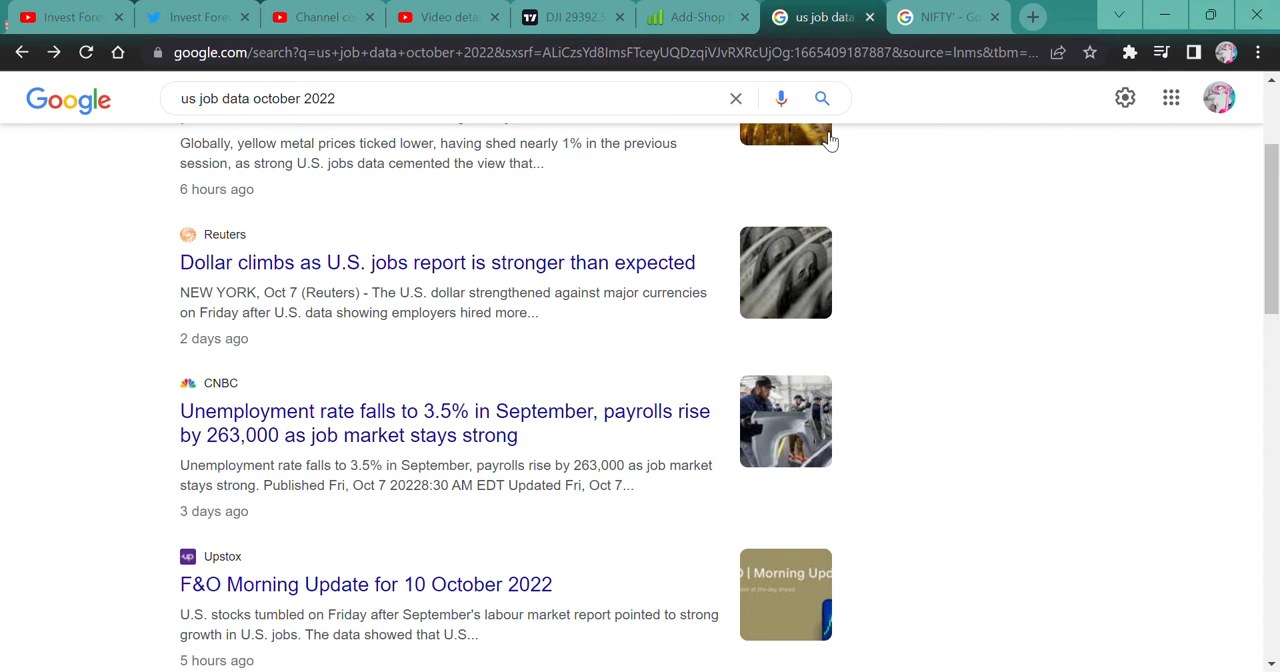 Invest Fore
Invest Fore
Channel co
Video deta
DJI 29392.5
Add-Shop
us job data
NIFTY' - Go
google.com/search?q=us+job+data+october+2022&sxsrf=ALiCzsYd8ImsFTceyUQDzqiVJvRXRcUjOg:1665409187887&source=lnms&tbm=...
Google
us job data october 2022
Globally, yellow metal prices ticked lower, having shed nearly 1% in the previous
session, as strong U.S. jobs data cemented the view that...
6 hours ago
Reuters
Dollar climbs as U.S. jobs report is stronger than expected
NEW YORK, Oct 7 (Reuters) - The U.S. dollar strengthened against major currencies
on Friday after U.S. data showing employers hired more...
2 days ago
CNBC
Unemployment rate falls to 3.5% in September, payrolls rise
by 263,000 as job market stays strong
Unemployment rate falls to 3.5% in September, payrolls rise by 263,000 as job market
stays strong. Published Fri, Oct 7 20228:30 AM EDT Updated Fri, Oct 7...
3 days ago
up Upstox
F&O Morning Update for 10 October 2022
O | Morning Upd
U.S. stocks tumbled on Friday after September's labour market report pointed to strong
growth in U.S. jobs. The data showed that U.S...
5 hours ago